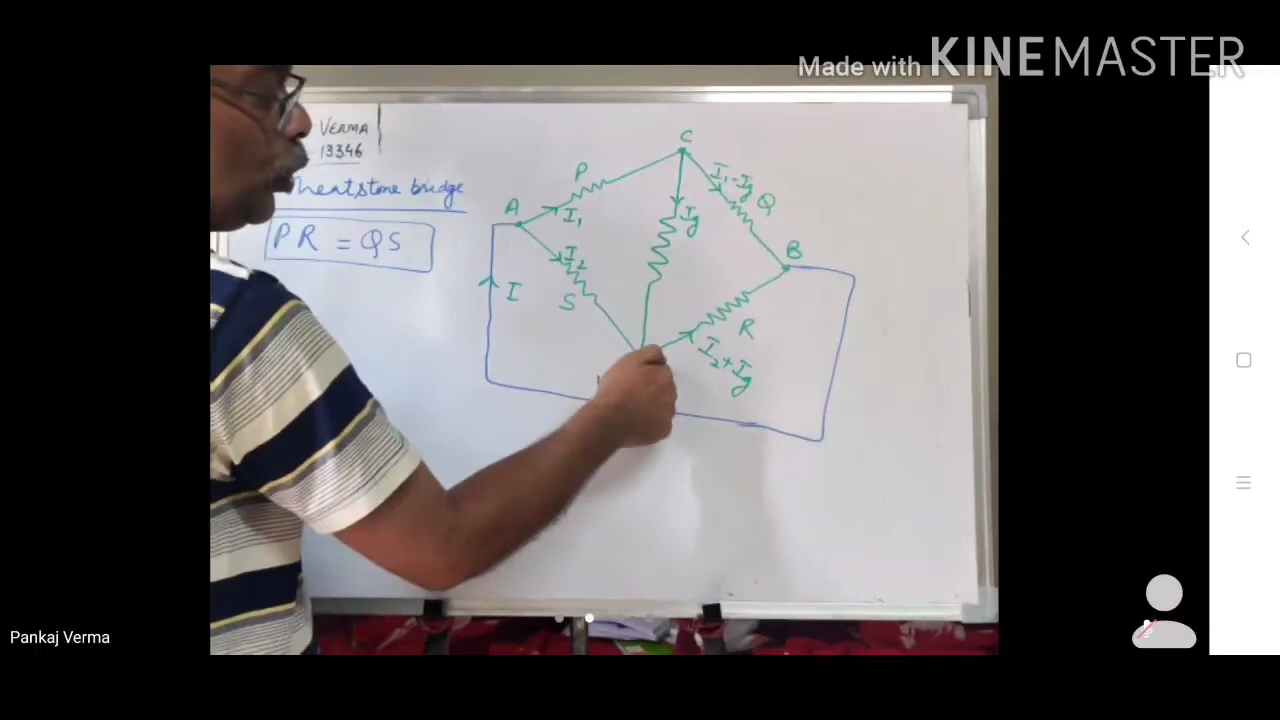 Made with KINEMASTER
VERMA
13346
heatstone bridge
PR = QS
C
P
I₁-Ig
Q
A
I₁
Ig
B
I₂
I
S
R
I₂+Ig
Pankaj Verma